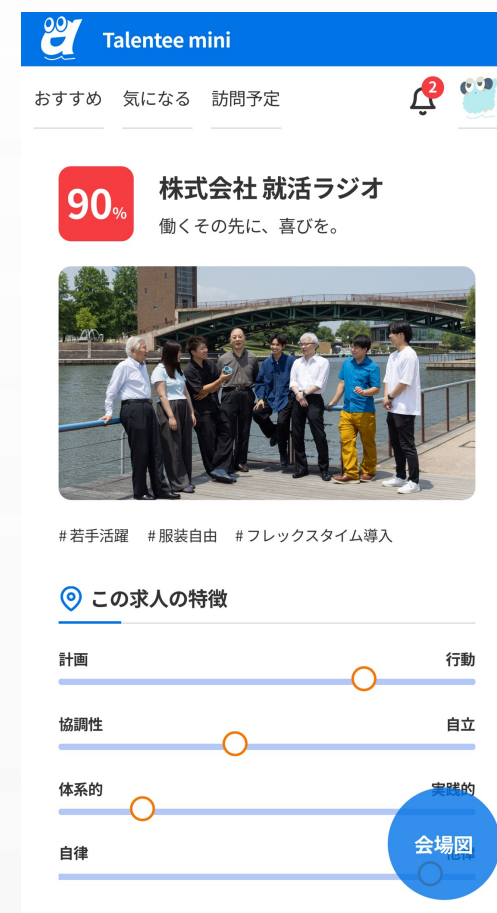 Talentee mini
おすすめ 気になる 訪問予定
2
90%
株式会社 就活ラジオ
働くその先に、喜びを。
#若手活躍 #服装自由 #フレックスタイム導入
この求人の特徴
計画 行動
協調性 自立
体系的 実践的
会場図
自律